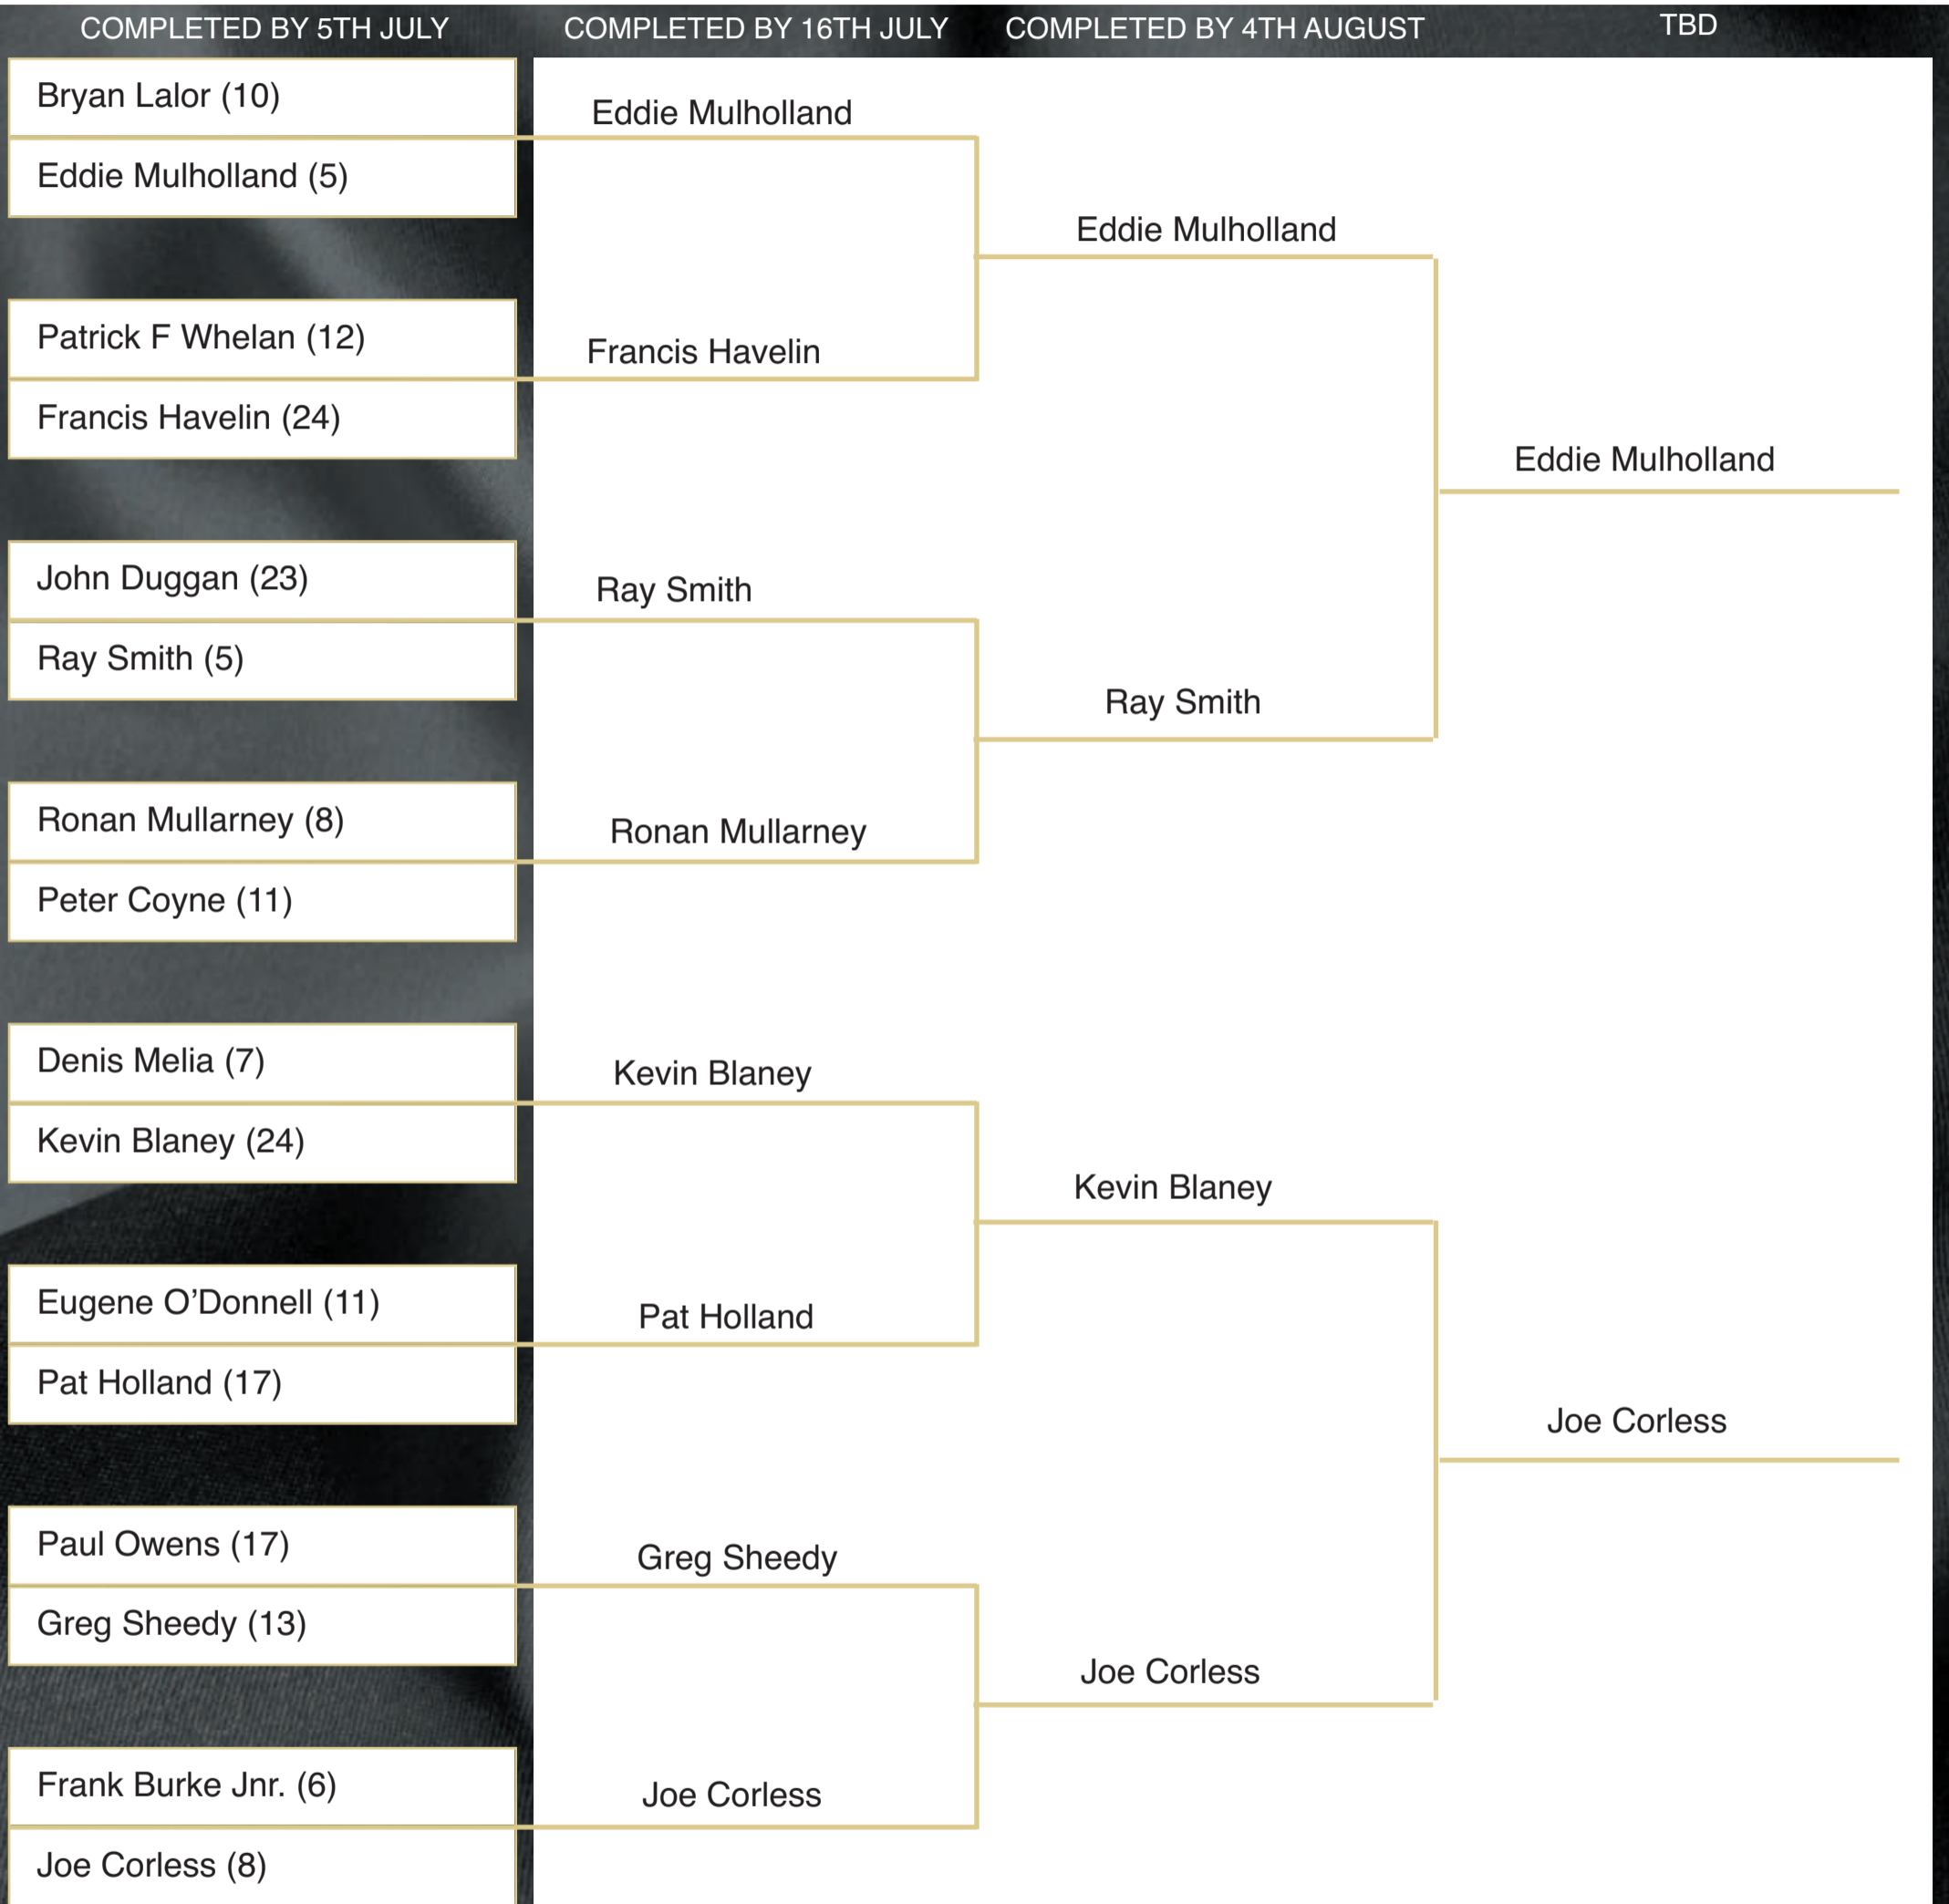 COMPLETED BY 5TH JULY
COMPLETED BY 16TH JULY
COMPLETED BY 4TH AUGUST
TBD
Bryan Lalor (10)
Eddie Mulholland (5)
Patrick F Whelan (12)
Francis Havelin (24)
John Duggan (23)
Ray Smith (5)
Ronan Mullarney (8)
Peter Coyne (11)
Denis Melia (7)
Kevin Blaney (24)
Eugene O’Donnell (11)
Pat Holland (17)
Paul Owens (17)
Greg Sheedy (13)
Frank Burke Jnr. (6)
Joe Corless (8)
Eddie Mulholland
Francis Havelin
Ray Smith
Ronan Mullarney
Kevin Blaney
Pat Holland
Greg Sheedy
Joe Corless
Eddie Mulholland
Ray Smith
Kevin Blaney
Joe Corless
Eddie Mulholland
Joe Corless